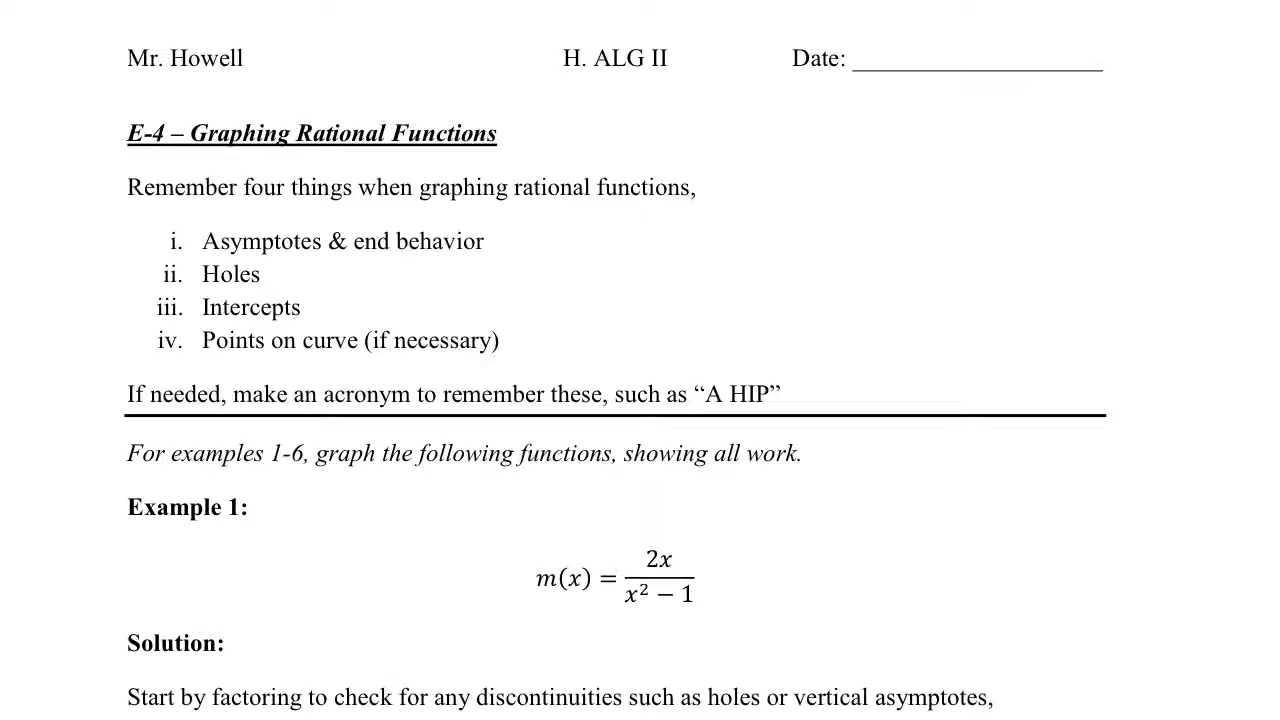 Mr. Howell H. ALG II Date: ____________________
E-4 – Graphing Rational Functions
Remember four things when graphing rational functions,
i. Asymptotes & end behavior
ii. Holes
iii. Intercepts
iv. Points on curve (if necessary)
If needed, make an acronym to remember these, such as “A HIP”
For examples 1-6, graph the following functions, showing all work.
Example 1:
m(x) = 2x / (x² − 1)
Solution:
Start by factoring to check for any discontinuities such as holes or vertical asymptotes,